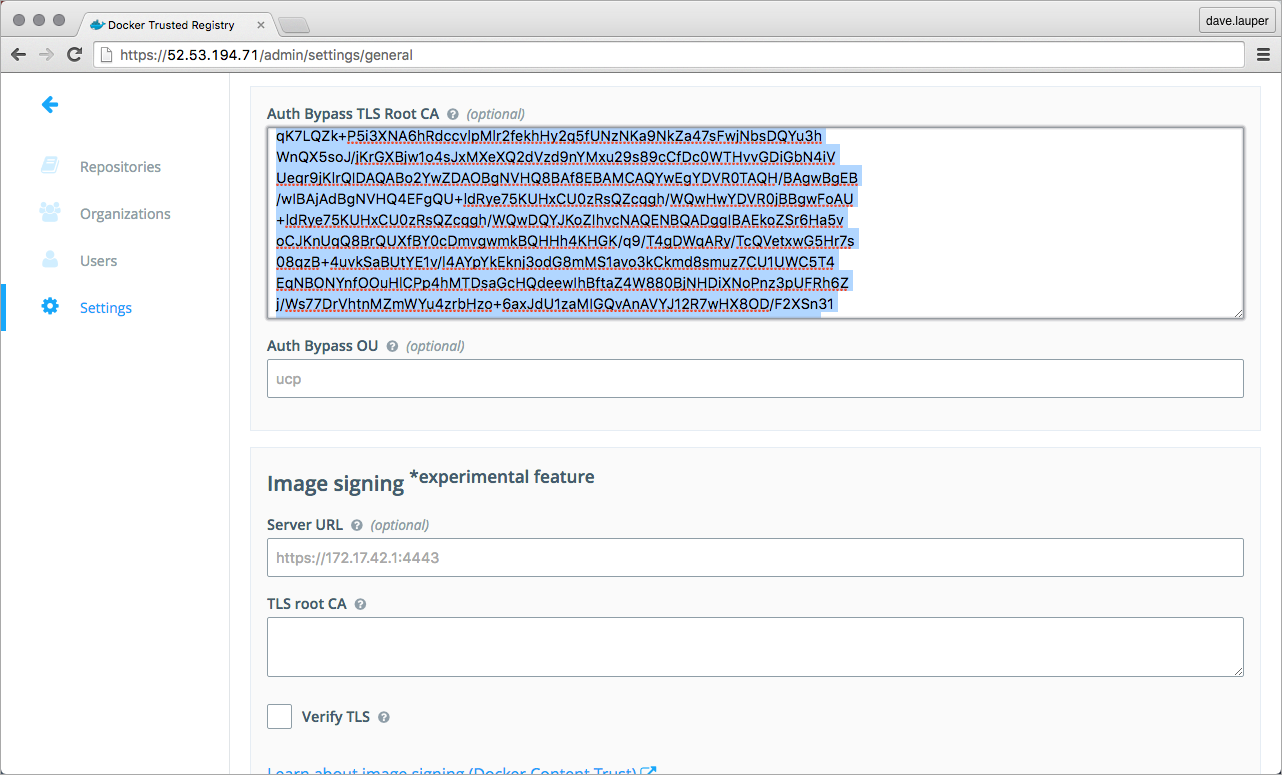 Docker Trusted Registry
dave.lauper
https://52.53.194.71/admin/settings/general
Repositories
Organizations
Users
Settings
Auth Bypass TLS Root CA (optional)
qK7LQZk+P5i3XNA6hRdccvlpMlr2fekhHy2q5fUNzNKa9NkZa47sFwjNbsDQYu3h
WnQX5soJ/jKrGXBjw1o4sJxMXeXQ2dVzd9nYMxu29s89cCfDc0WTHvvGDiGbN4iV
Ueqr9jKlrQIDAQABo2YwZDAOBgNVHQ8BAf8EBAMCAQYwEgYDVR0TAQH/BAgwBgEB
/wIBAjAdBgNVHQ4EFgQU+ldRye75KUHxCU0zRsQZcqgh/WQwHwYDVR0jBBgwFoAU
+ldRye75KUHxCU0zRsQZcqgh/WQwDQYJKoZIhvcNAQENBQADggIBAEkoZSr6Ha5v
oCJKnUqQ8BrQUXfBY0cDmvgwmkBQHHh4KHGK/q9/T4gDWqARy/TcQVetxwG5Hr7s
08qzB+4uvkSaBUtYE1v/l4AYpYkEknj3odG8mMS1avo3kCkmd8smuz7CU1UWC5T4
EqNBONYnfOOuHlCPp4hMTDsaGcHQdeewIhBftaZ4W880BjNHDiXNoPnz3pUFRh6Z
j/Ws77DrVhtnMZmWYu4zrbHzo+6axJdU1zaMIGQvAnAVYJ12R7wHX8OD/F2XSn31
Auth Bypass OU (optional)
ucp
Image signing *experimental feature
Server URL (optional)
https://172.17.42.1:4443
TLS root CA
Verify TLS
Learn about image signing (Docker Content Trust)